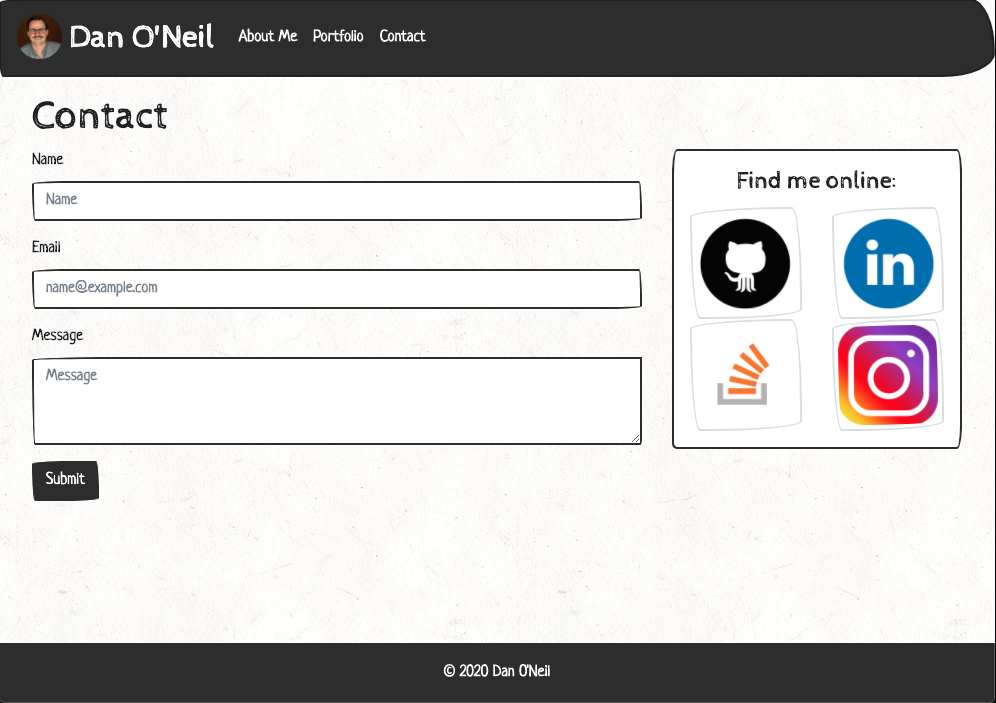 Dan O'Neil About Me Portfolio Contact
Contact
Name
Name
Email
name@example.com
Message
Message
Submit
Find me online:
in
© 2020 Dan O'Neil